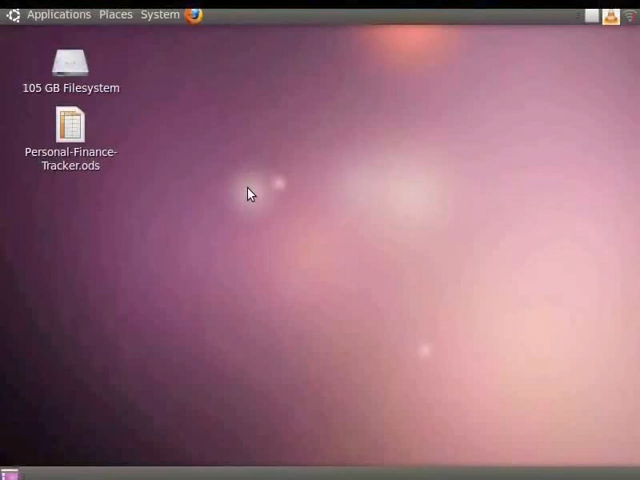 Applications Places System
105 GB Filesystem
Personal-Finance-
Tracker.ods